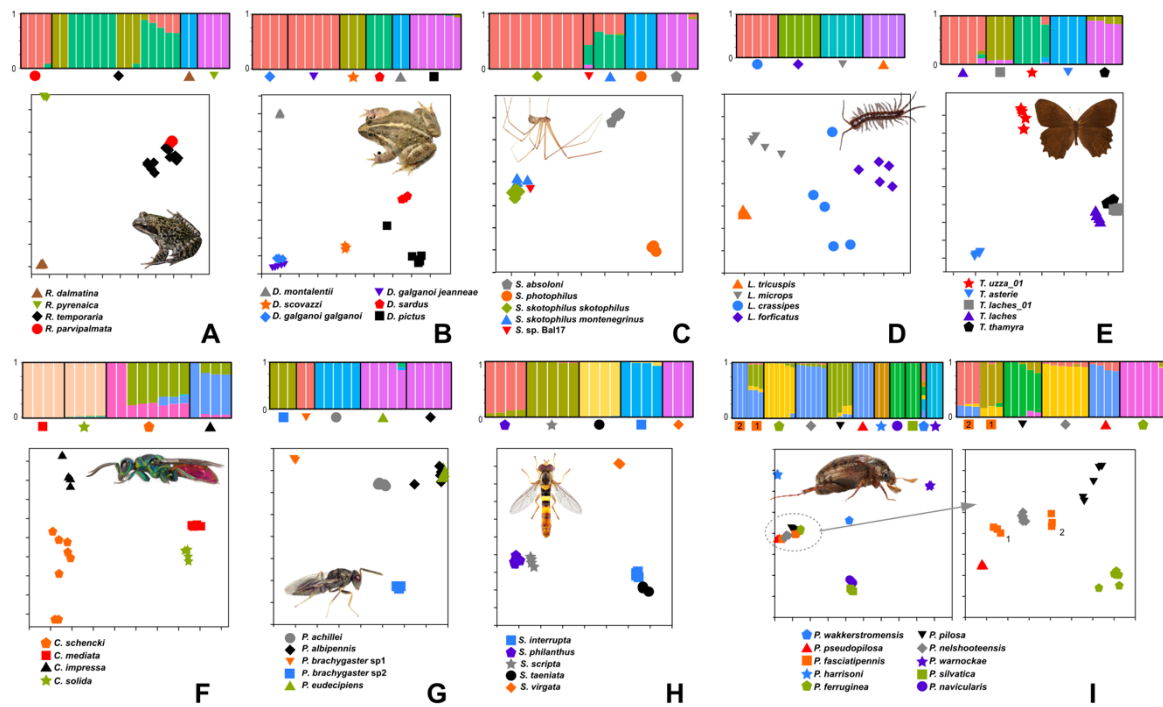 1
0
1
0
1
0
1
0
1
0
R. dalmatina
R. pyrenaica
R. temporaria
R. parvipalmata
A
D. montalentii
D. scovazzi
D. galganoi galganoi
D. galganoi jeanneae
D. sardus
D. pictus
B
S. absoloni
S. photophilus
S. skotophilus skotophilus
S. skotophilus montenegrinus
S. sp. Bal17
C
L. tricuspis
L. microps
L. crassipes
L. forficatus
D
T. uzza_01
T. asterie
T. laches_01
T. laches
T. thamyra
E
1
0
1
0
1
0
1
0
1
0
2 1
2 1
1
2
C. schencki
C. mediata
C. impressa
C. solida
F
P. achillei
P. albipennis
P. brachygaster sp1
P. brachygaster sp2
P. eudecipiens
G
S. interrupta
S. philanthus
S. scripta
S. taeniata
S. virgata
H
P. wakkerstromensis
P. pseudopilosa
P. fasciatipennis
P. harrisoni
P. ferruginea
P. pilosa
P. nelshooteensis
P. warnockae
P. silvatica
P. navicularis
I